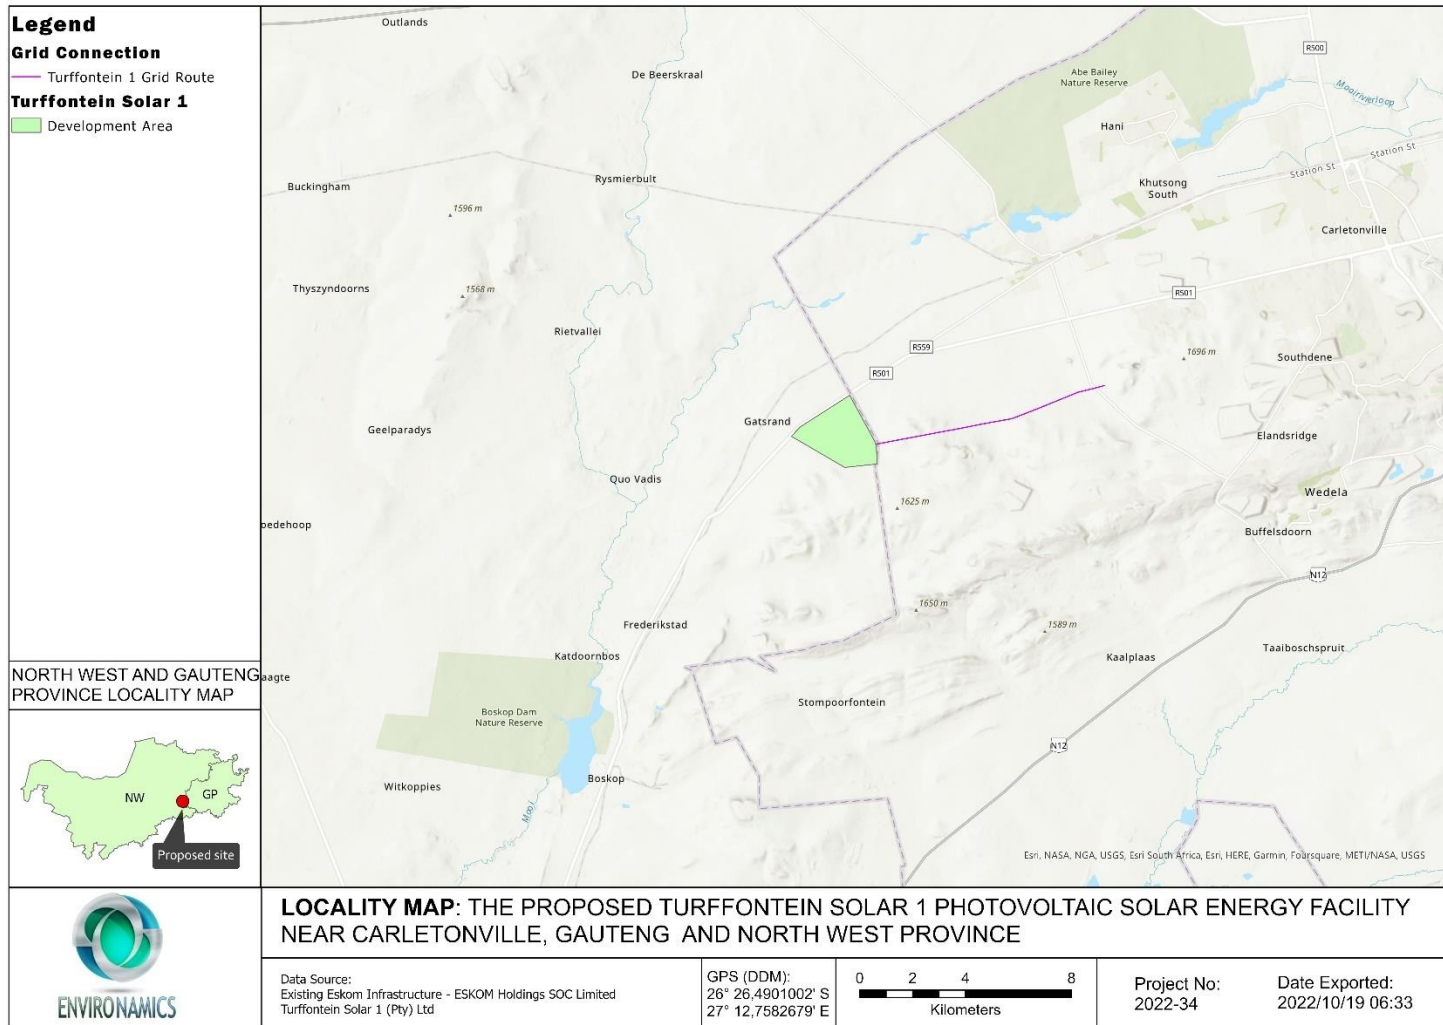 Legend
Grid Connection
Turffontein 1 Grid Route
Turffontein Solar 1
Development Area
NORTH WEST AND GAUTENG
PROVINCE LOCALITY MAP
NW
GP
Proposed site
Outlands
De Beerskraal
R500
Abe Bailey
Nature Reserve
Mooirivierloop
Hani
Station St
Station St
Buckingham
Rysmierbult
Khutsong
South
1596 m
Carletonville
Thyszyndoorns
1568 m
R501
Rietvallei
R559
1696 m
Southdene
R501
Geelparadys
Gatsrand
Elandsridge
Quo Vadis
Wedela
1625 m
oedehoop
Buffelsdoorn
N12
1650 m
Frederikstad
1589 m
Katdoornbos
Kaalplaas
Taaiboschspruit
aagte
Stompoorfontein
Boskop Dam
Nature Reserve
N12
Witkoppies
Boskop
Mooi
Esri, NASA, NGA, USGS, Esri South Africa, Esri, HERE, Garmin, Foursquare, METI/NASA, USGS
ENVIRONAMICS
LOCALITY MAP: THE PROPOSED TURFFONTEIN SOLAR 1 PHOTOVOLTAIC SOLAR ENERGY FACILITY
NEAR CARLETONVILLE, GAUTENG AND NORTH WEST PROVINCE
Data Source:
Existing Eskom Infrastructure - ESKOM Holdings SOC Limited
Turffontein Solar 1 (Pty) Ltd
GPS (DDM):
26° 26,4901002' S
27° 12,7582679' E
0 2 4 8
Kilometers
Project No:
2022-34
Date Exported:
2022/10/19 06:33